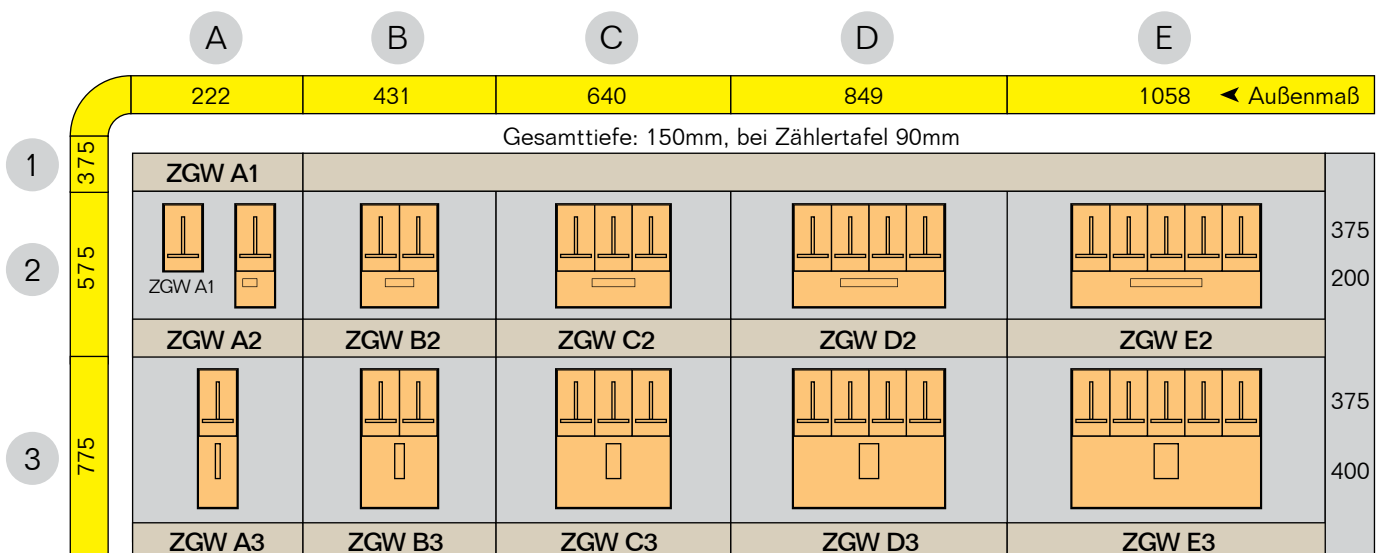 A B C D E
222 431 640 849 1058 Außenmaß
Gesamttiefe: 150mm, bei Zählertafel 90mm
1 375 ZGW A1
2 575 ZGW A1 375
200
ZGW A2 ZGW B2 ZGW C2 ZGW D2 ZGW E2
3 775 375
400
ZGW A3 ZGW B3 ZGW C3 ZGW D3 ZGW E3